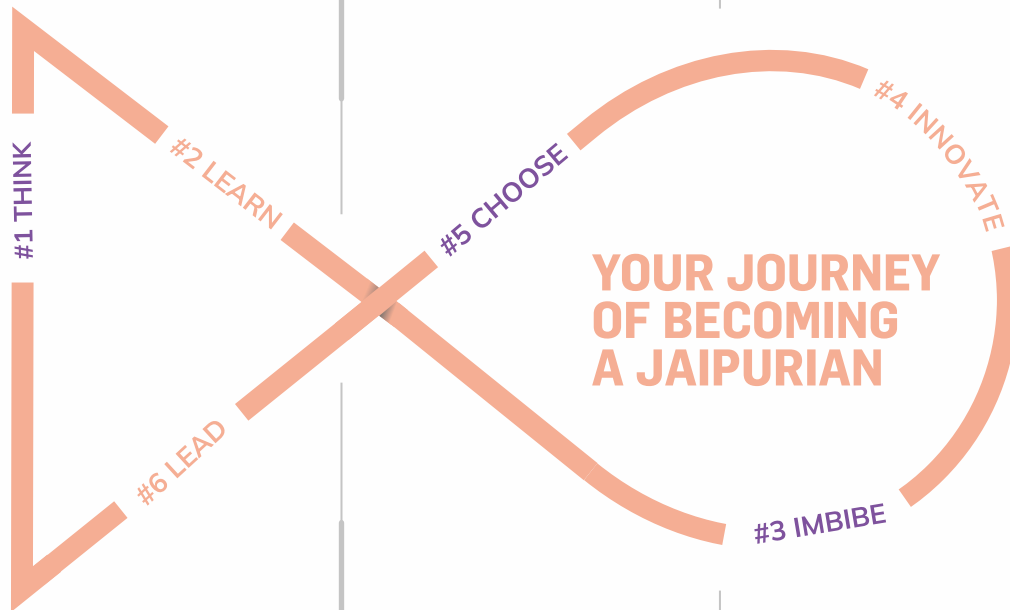 #1 THINK
#2 LEARN
#3 IMBIBE
#4 INNOVATE
#5 CHOOSE
#6 LEAD
YOUR JOURNEY
OF BECOMING
A JAIPURIAN